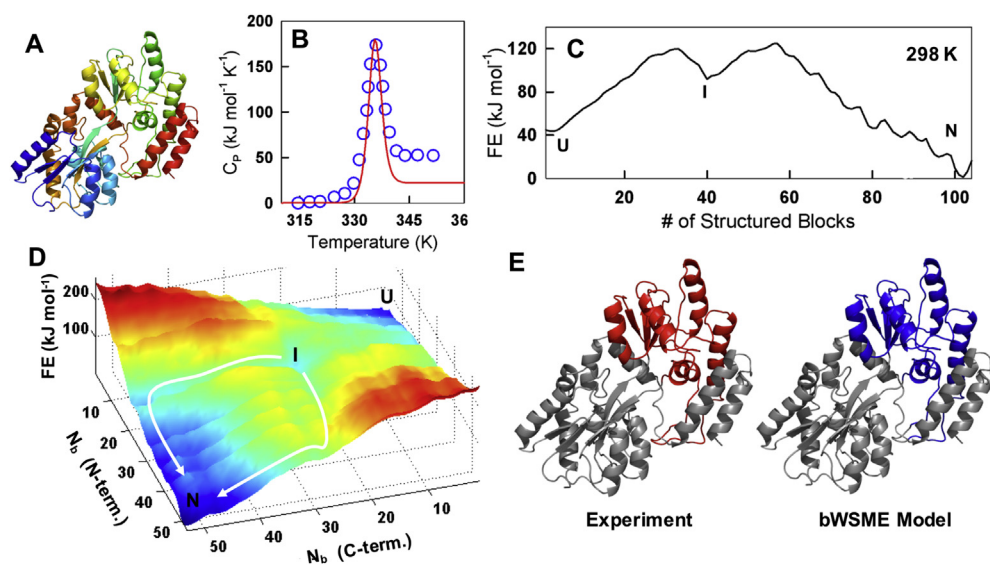 A
B
C_P (kJ mol⁻¹ K⁻¹)
200
150
100
50
0
315 330 345 36
Temperature (K)
C
298 K
FE (kJ mol⁻¹)
120
80
40
0
U
I
N
20 40 60 80 100
# of Structured Blocks
D
FE (kJ mol⁻¹)
200
100
U
I
N
10
20
30
40
50
N_b (N-term.)
50 40 30 20 10
N_b (C-term.)
E
Experiment
bWSME Model